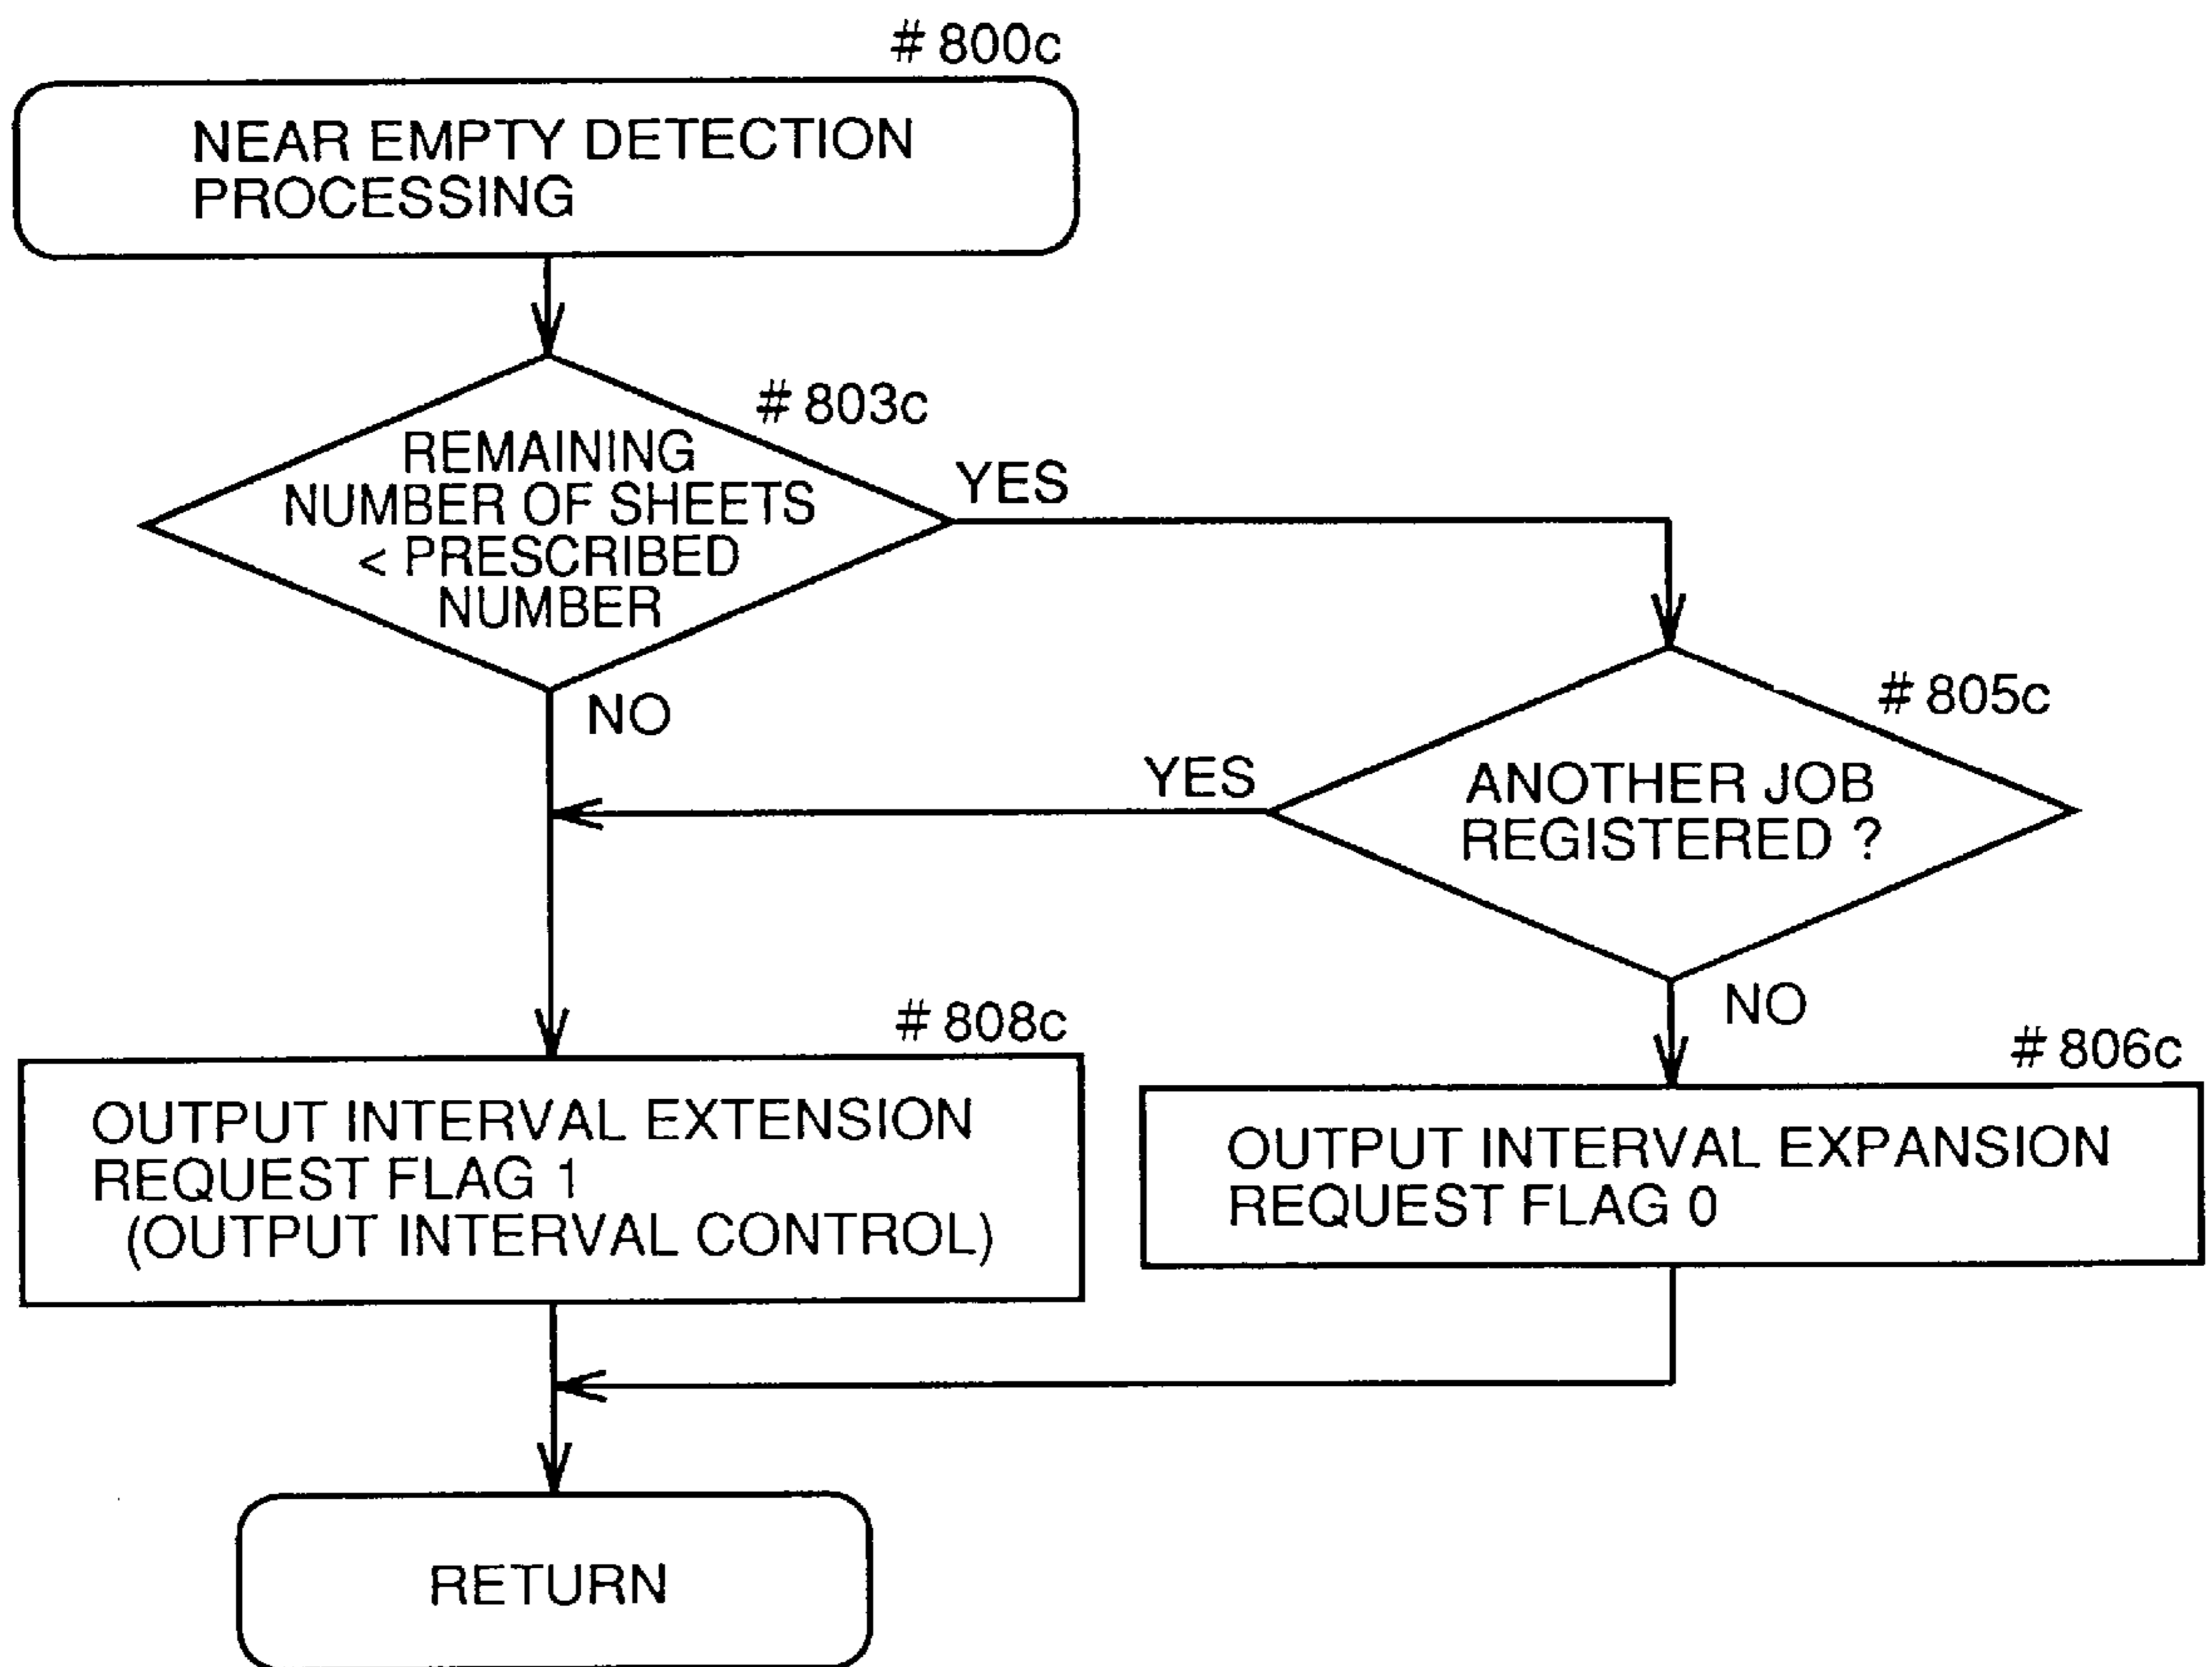 # 800c
NEAR EMPTY DETECTION
PROCESSING
# 803c
REMAINING
NUMBER OF SHEETS
< PRESCRIBED
NUMBER
YES
NO
# 805c
ANOTHER JOB
REGISTERED ?
YES
NO
# 808c
OUTPUT INTERVAL EXTENSION
REQUEST FLAG 1
(OUTPUT INTERVAL CONTROL)
# 806c
OUTPUT INTERVAL EXPANSION
REQUEST FLAG 0
RETURN